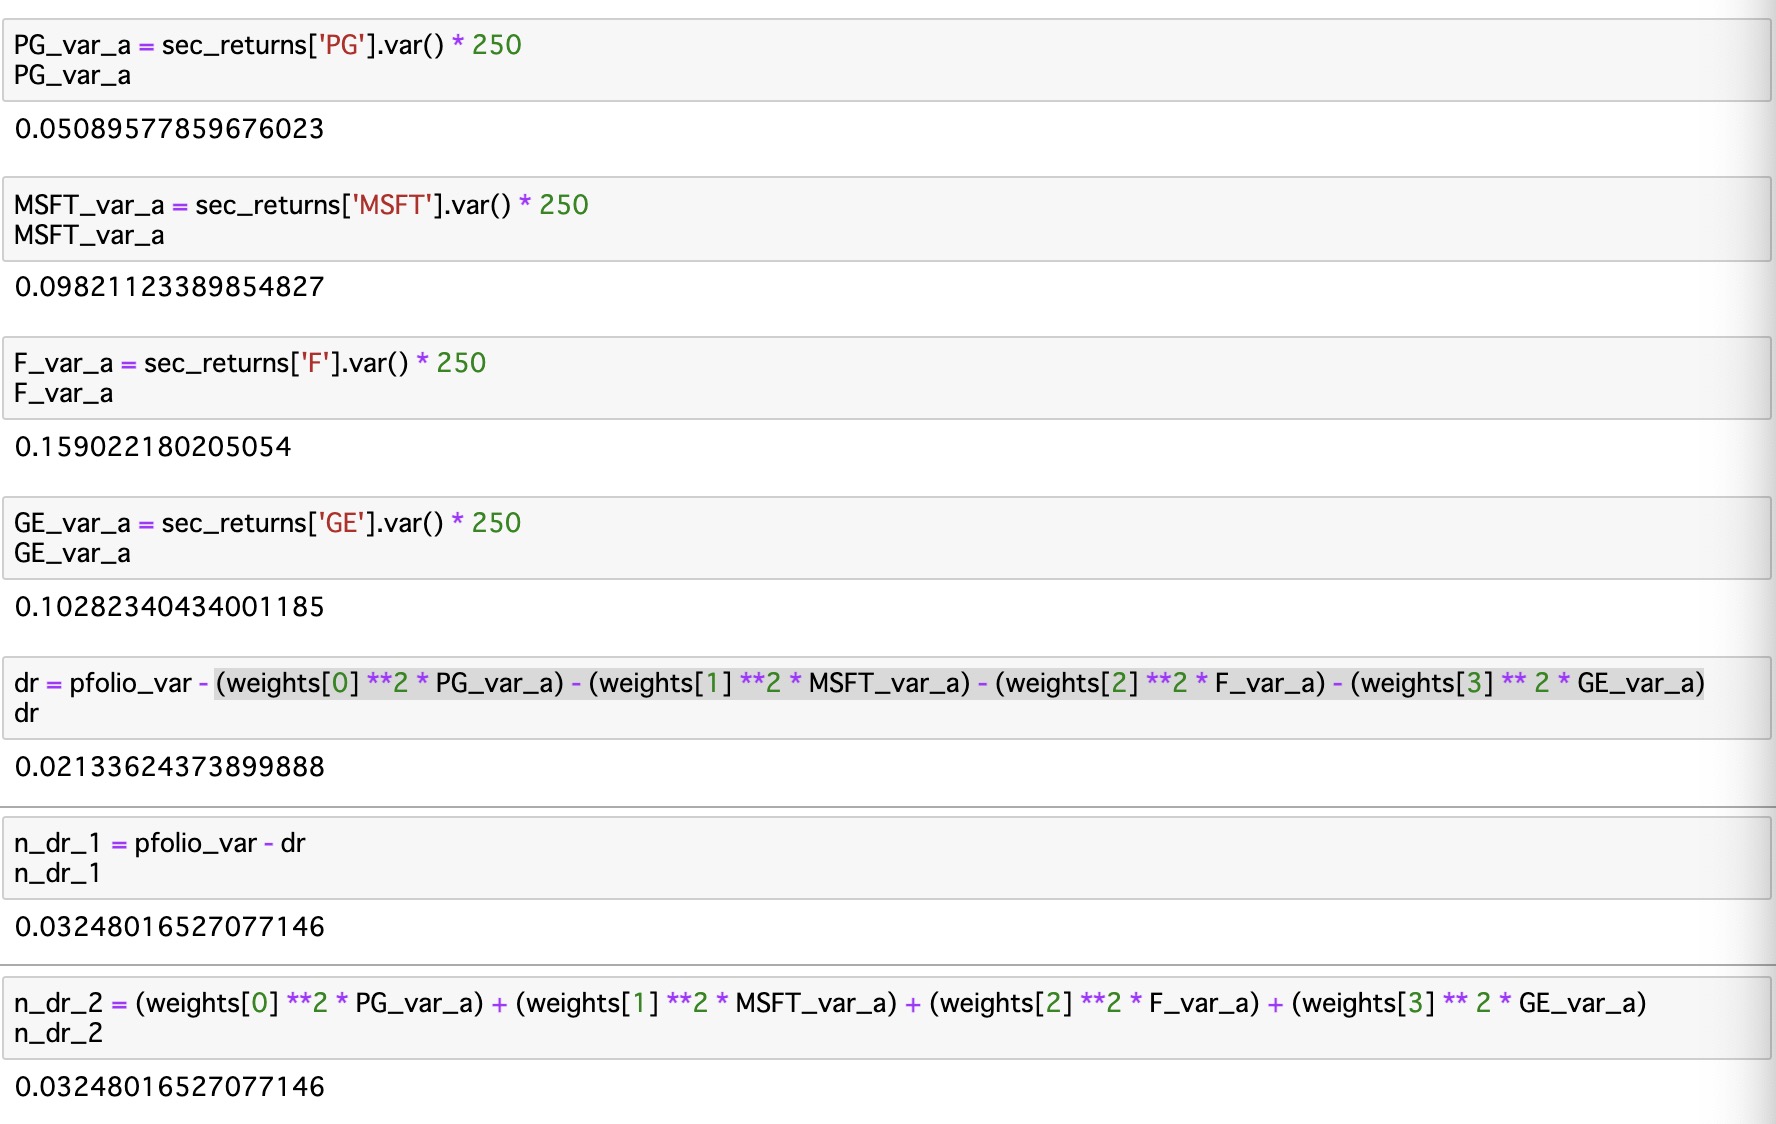 PG_var_a = sec_returns['PG'].var() * 250
PG_var_a
0.05089577859676023
MSFT_var_a = sec_returns['MSFT'].var() * 250
MSFT_var_a
0.09821123389854827
F_var_a = sec_returns['F'].var() * 250
F_var_a
0.159022180205054
GE_var_a = sec_returns['GE'].var() * 250
GE_var_a
0.10282340434001185
dr = pfolio_var - (weights[0] **2 * PG_var_a) - (weights[1] **2 * MSFT_var_a) - (weights[2] **2 * F_var_a) - (weights[3] ** 2 * GE_var_a)
dr
0.02133624373899888
n_dr_1 = pfolio_var - dr
n_dr_1
0.03248016527077146
n_dr_2 = (weights[0] **2 * PG_var_a) + (weights[1] **2 * MSFT_var_a) + (weights[2] **2 * F_var_a) + (weights[3] ** 2 * GE_var_a)
n_dr_2
0.03248016527077146